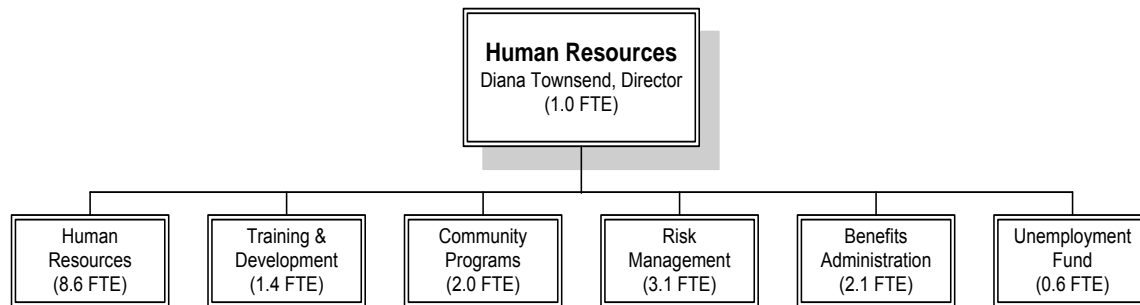 Human Resources
Diana Townsend, Director
(1.0 FTE)
Human
Resources
(8.6 FTE)
Training &
Development
(1.4 FTE)
Community
Programs
(2.0 FTE)
Risk
Management
(3.1 FTE)
Benefits
Administration
(2.1 FTE)
Unemployment
Fund
(0.6 FTE)